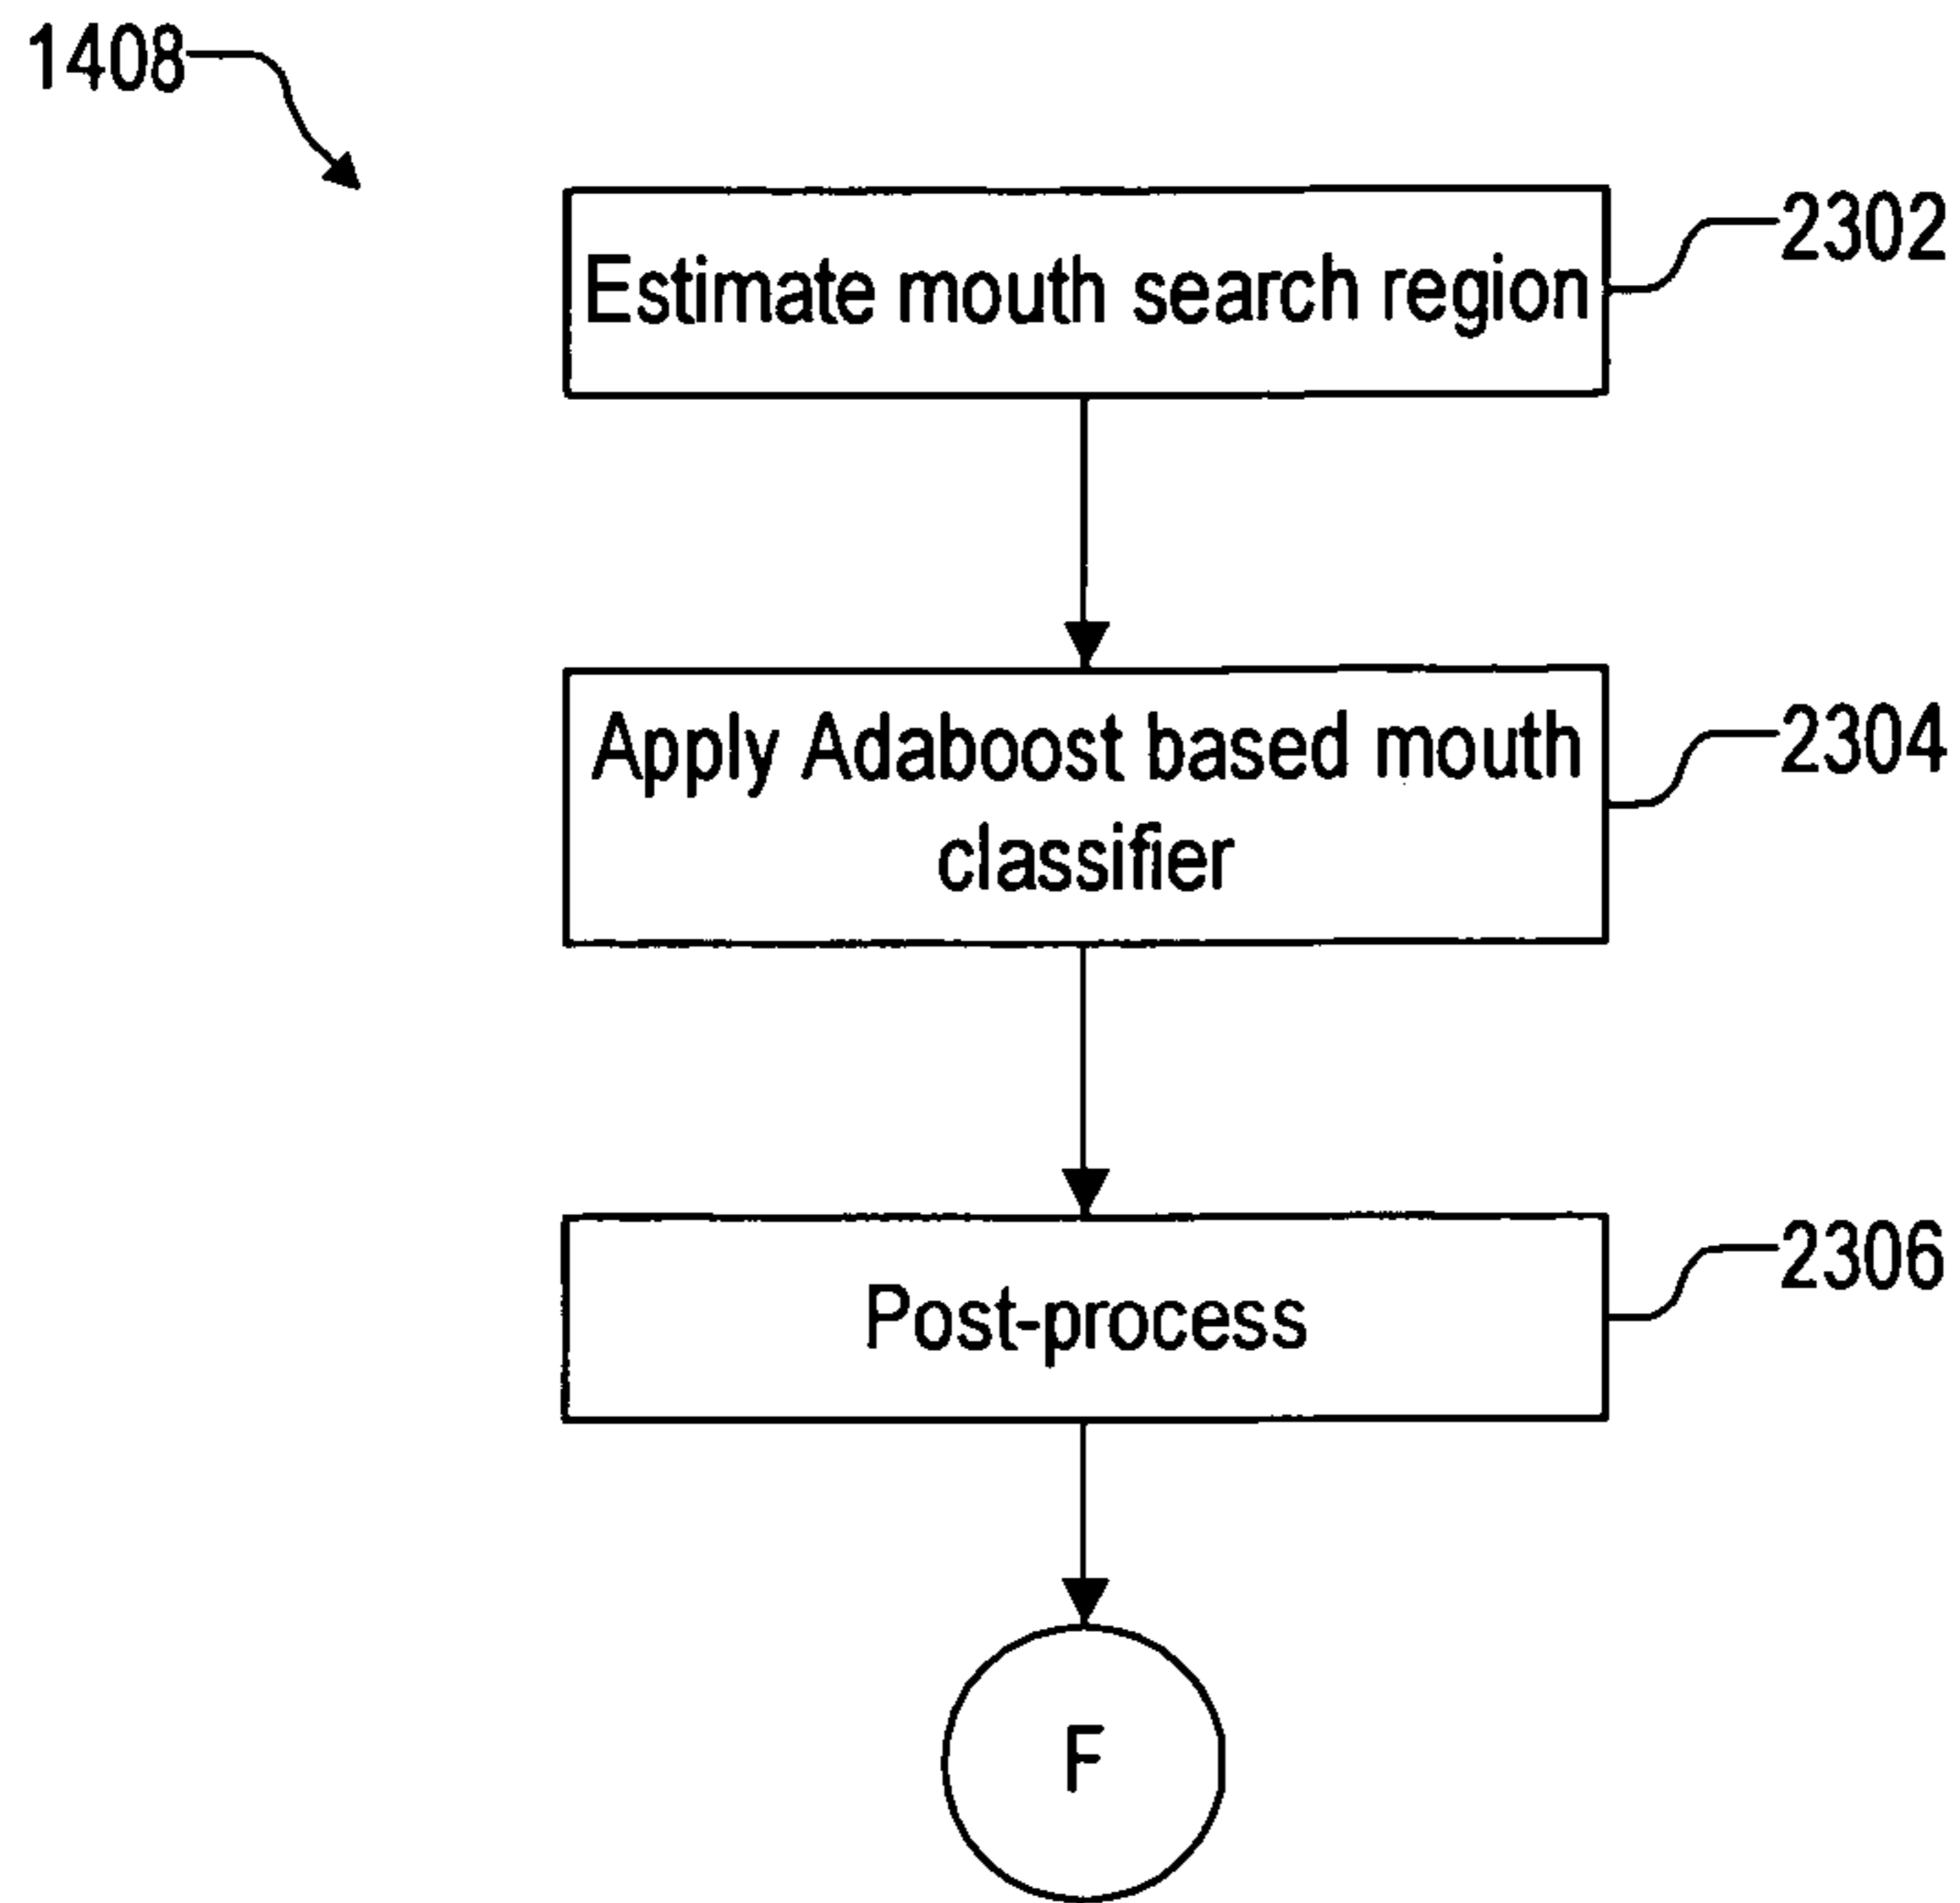 1408
2302
Estimate mouth search region
2304
Apply Adaboost based mouth
classifier
2306
Post-process
F